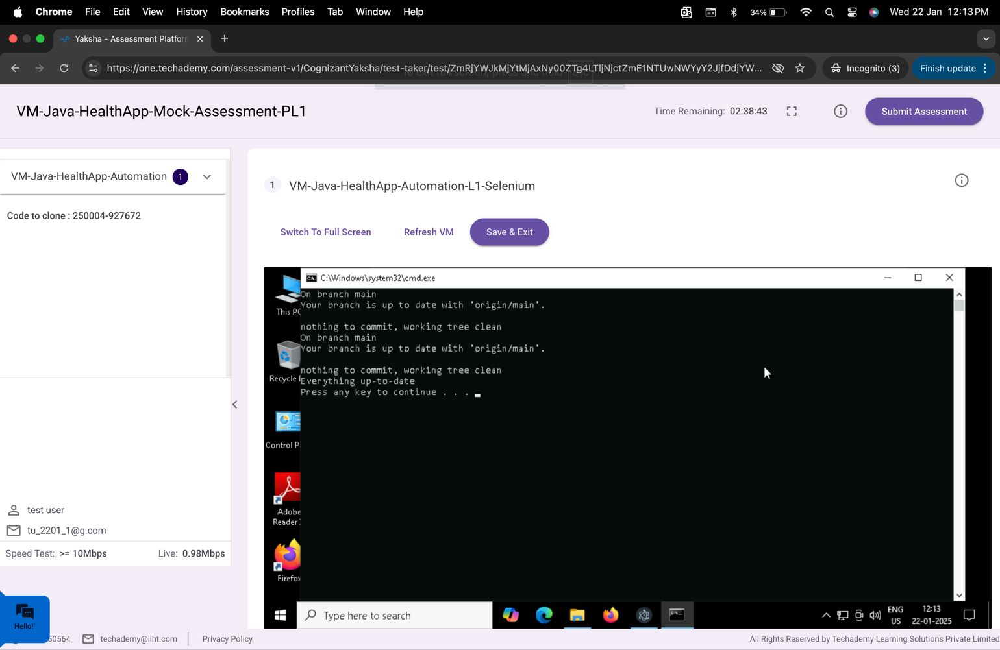 Chrome File Edit View History Bookmarks Profiles Tab Window Help 34% Wed 22 Jan 12:13 PM
Yaksha - Assessment Platform
https://one.techademy.com/assessment-v1/CognizantYaksha/test-taker/test/ZmRjYWJkMjYtMjAxNy00ZTg4LTljNjctZmE1NTUwNWYyY2JjfDdjYW... Incognito (3) Finish update
To exit full screen, press and hold esc
VM-Java-HealthApp-Mock-Assessment-PL1
Time Remaining: 02:38:43
Submit Assessment
VM-Java-HealthApp-Automation 1
Code to clone : 250004-927672
test user
tu_2201_1@g.com
Speed Test: >= 10Mbps Live: 0.98Mbps
1 VM-Java-HealthApp-Automation-L1-Selenium
Switch To Full Screen Refresh VM Save & Exit
C:\Windows\system32\cmd.exe
On branch main
Your branch is up to date with 'origin/main'.
nothing to commit, working tree clean
On branch main
Your branch is up to date with 'origin/main'.
nothing to commit, working tree clean
Everything up-to-date
Press any key to continue . . .
This PC
Recycle
Control P
Adobe
Reader
Firefox
Type here to search
ENG
US
12:13
22-01-2025
Hello!
50564 techademy@iiht.com Privacy Policy
All Rights Reserved by Techademy Learning Solutions Private Limited